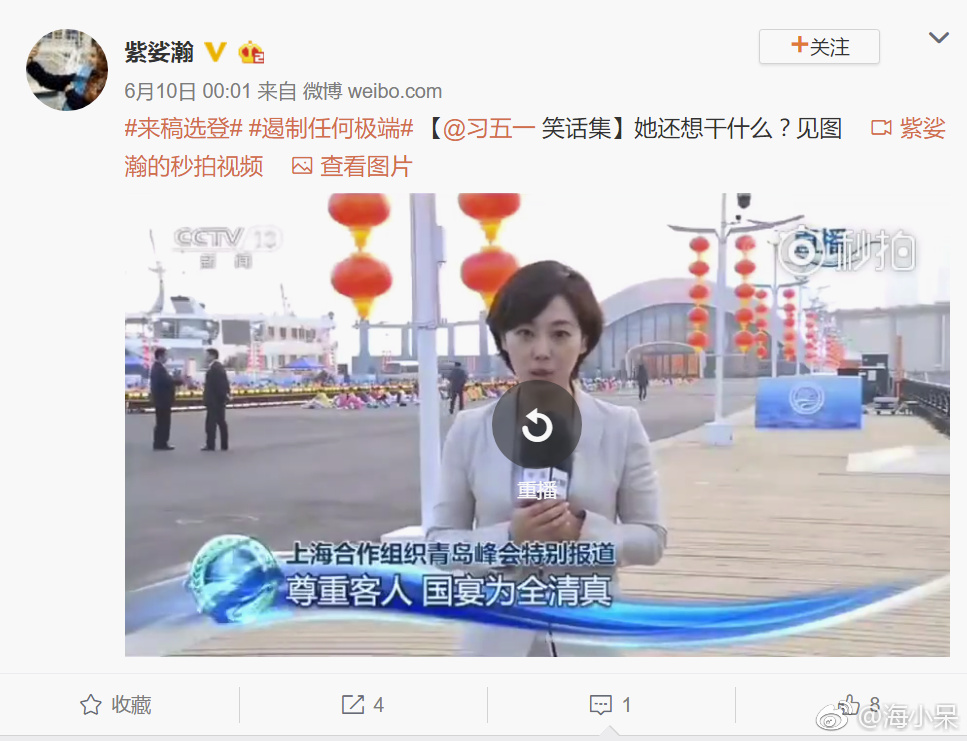 紫娑瀚
+关注
6月10日 00:01 来自 微博 weibo.com
#来稿选登# #遏制任何极端# 【@习五一 笑话集】她还想干什么？见图 紫娑
瀚的秒拍视频 查看图片
CCTV 13
新闻
直播
秒拍
重播
上海合作组织青岛峰会特别报道
尊重客人 国宴为全清真
收藏
4
1
8
@海小呆